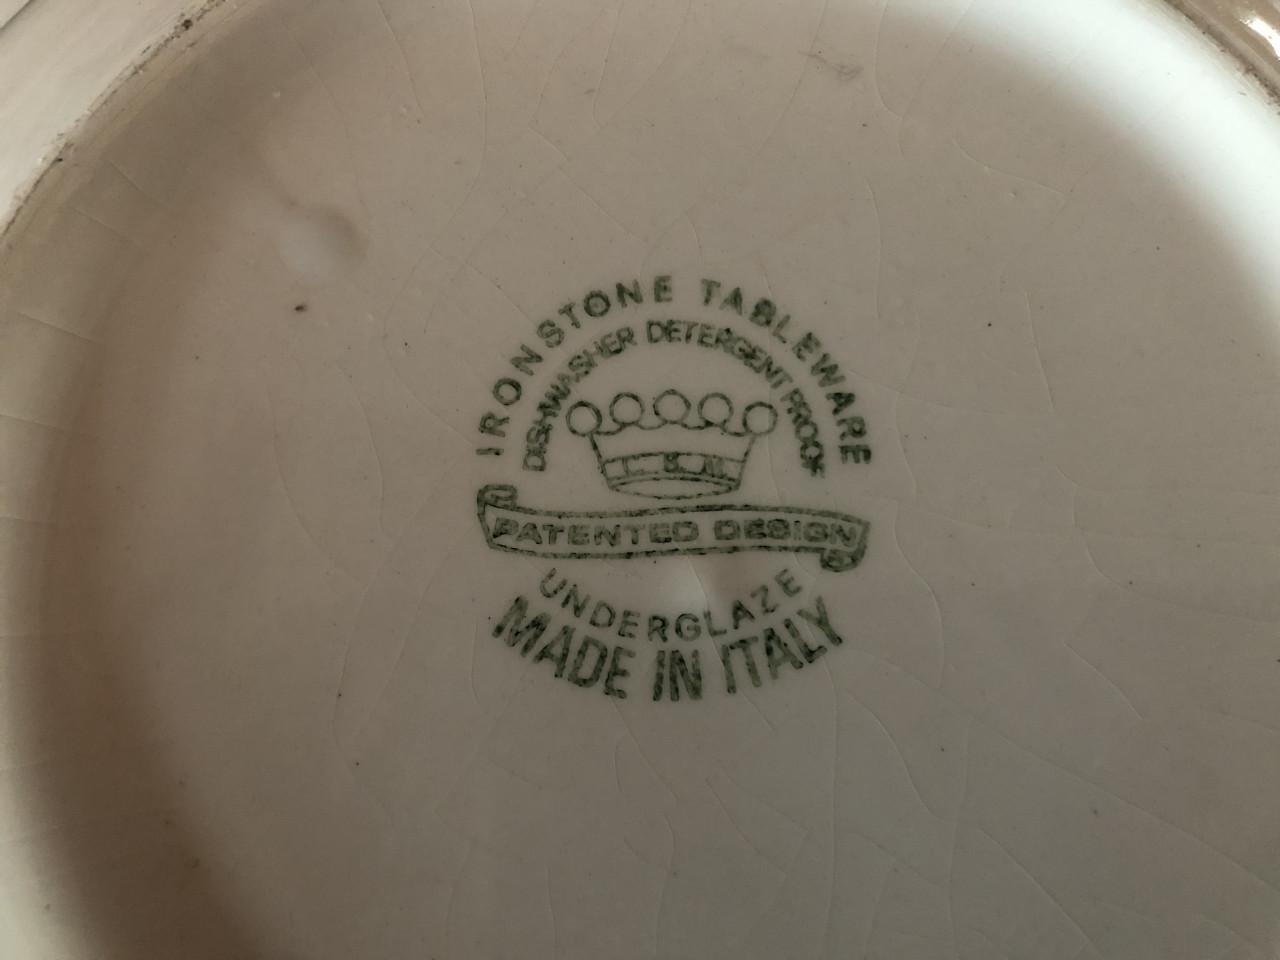 IRONSTONE TABLEWARE
DISHWASHER DETERGENT PROOF
PATENTED DESIGN
UNDERGLAZE
MADE IN ITALY